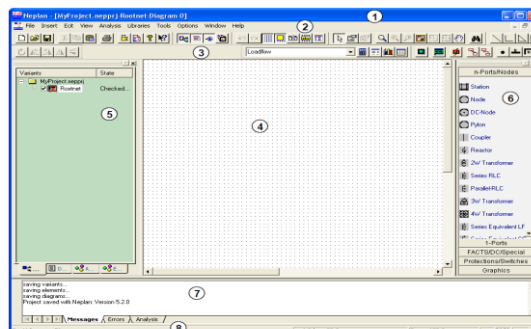 Neplan - [MyProject.nepprj-Rootnet-Diagram 0]
1
File Insert Edit View Analysis Libraries Tools Options Window Help
2
3
Loadflow
Variants State
MyProject.nepprj
Rootnet Checked...
4
5
n-Ports/Nodes
6
Station
Node
DC-Node
Pylon
Coupler
Reactor
2W Transformer
Series RLC
Parallel-RLC
3W Transformer
4W Transformer
Series Equivalent LF
1-Ports
FACTS/DC/Special
Protections/Switches
Graphics
... D... A... E...
saving variants...
saving elements...
saving diagrams...
Project saved with Neplan: Version 5.2.0
7
Messages Errors Analysis
8